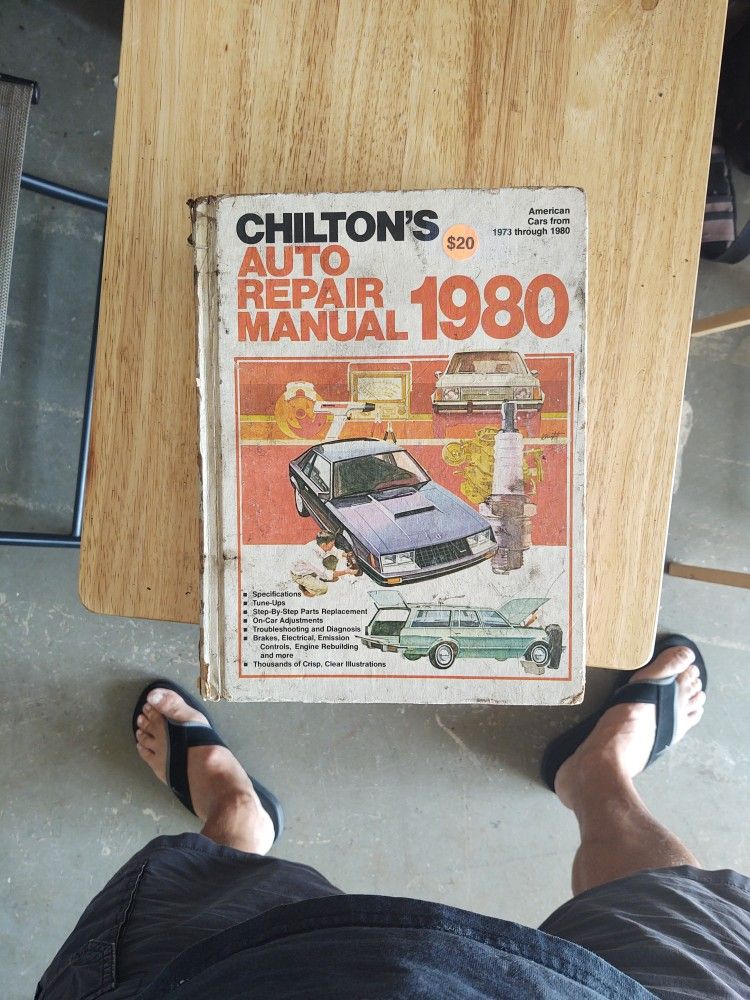 CHILTON'S
$20
AUTO
REPAIR
MANUAL 1980
American
Cars from
1973 through 1980
■ Specifications
■ Tune-Ups
■ Step-By-Step Parts Replacement
■ On-Car Adjustments
■ Troubleshooting and Diagnosis
■ Brakes, Electrical, Emission
Controls, Engine Rebuilding
and more
■ Thousands of Crisp, Clear Illustrations